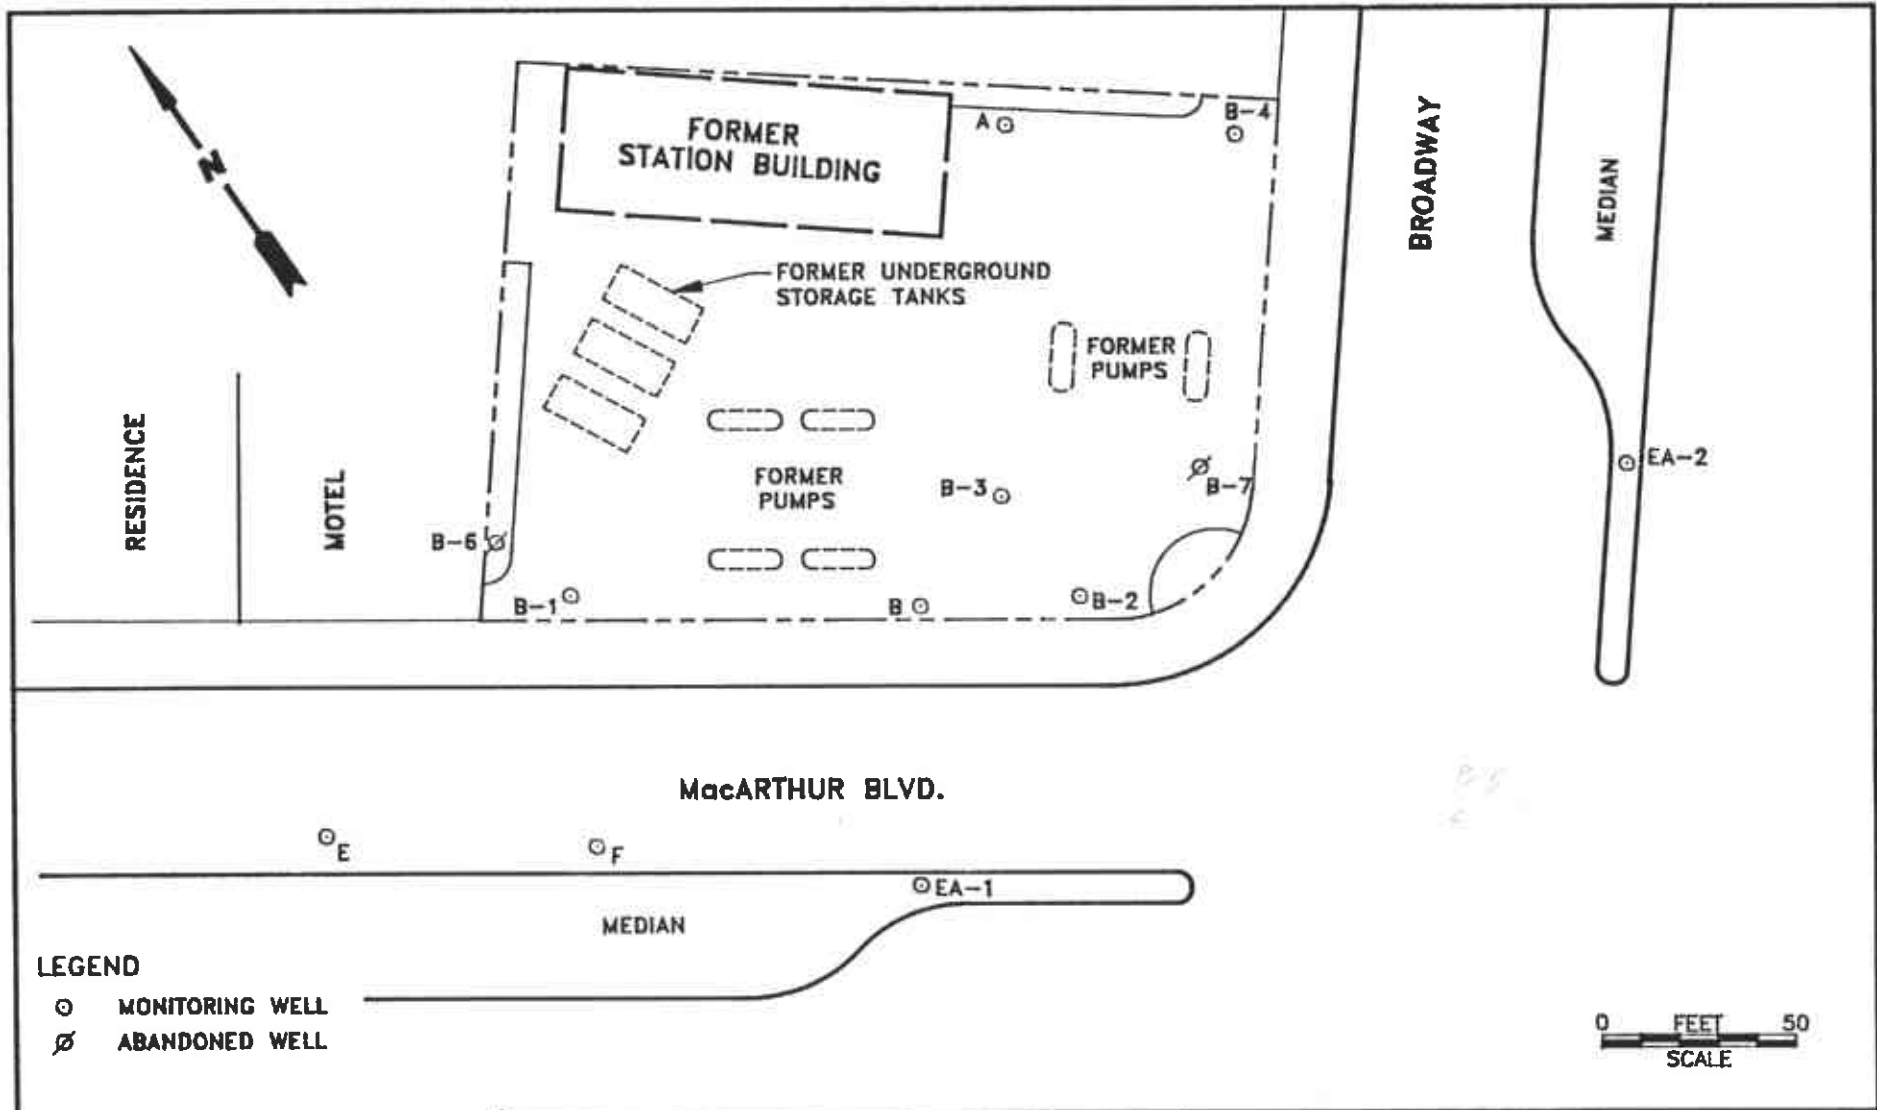 N
FORMER
STATION BUILDING
A
B-4
BROADWAY
MEDIAN
FORMER UNDERGROUND
STORAGE TANKS
FORMER
PUMPS
RESIDENCE
MOTEL
FORMER
PUMPS
B-3
B-7
EA-2
B-6
B-1
B
B-2
MacARTHUR BLVD.
E
F
EA-1
MEDIAN
LEGEND
MONITORING WELL
ABANDONED WELL
0 FEET 50
SCALE